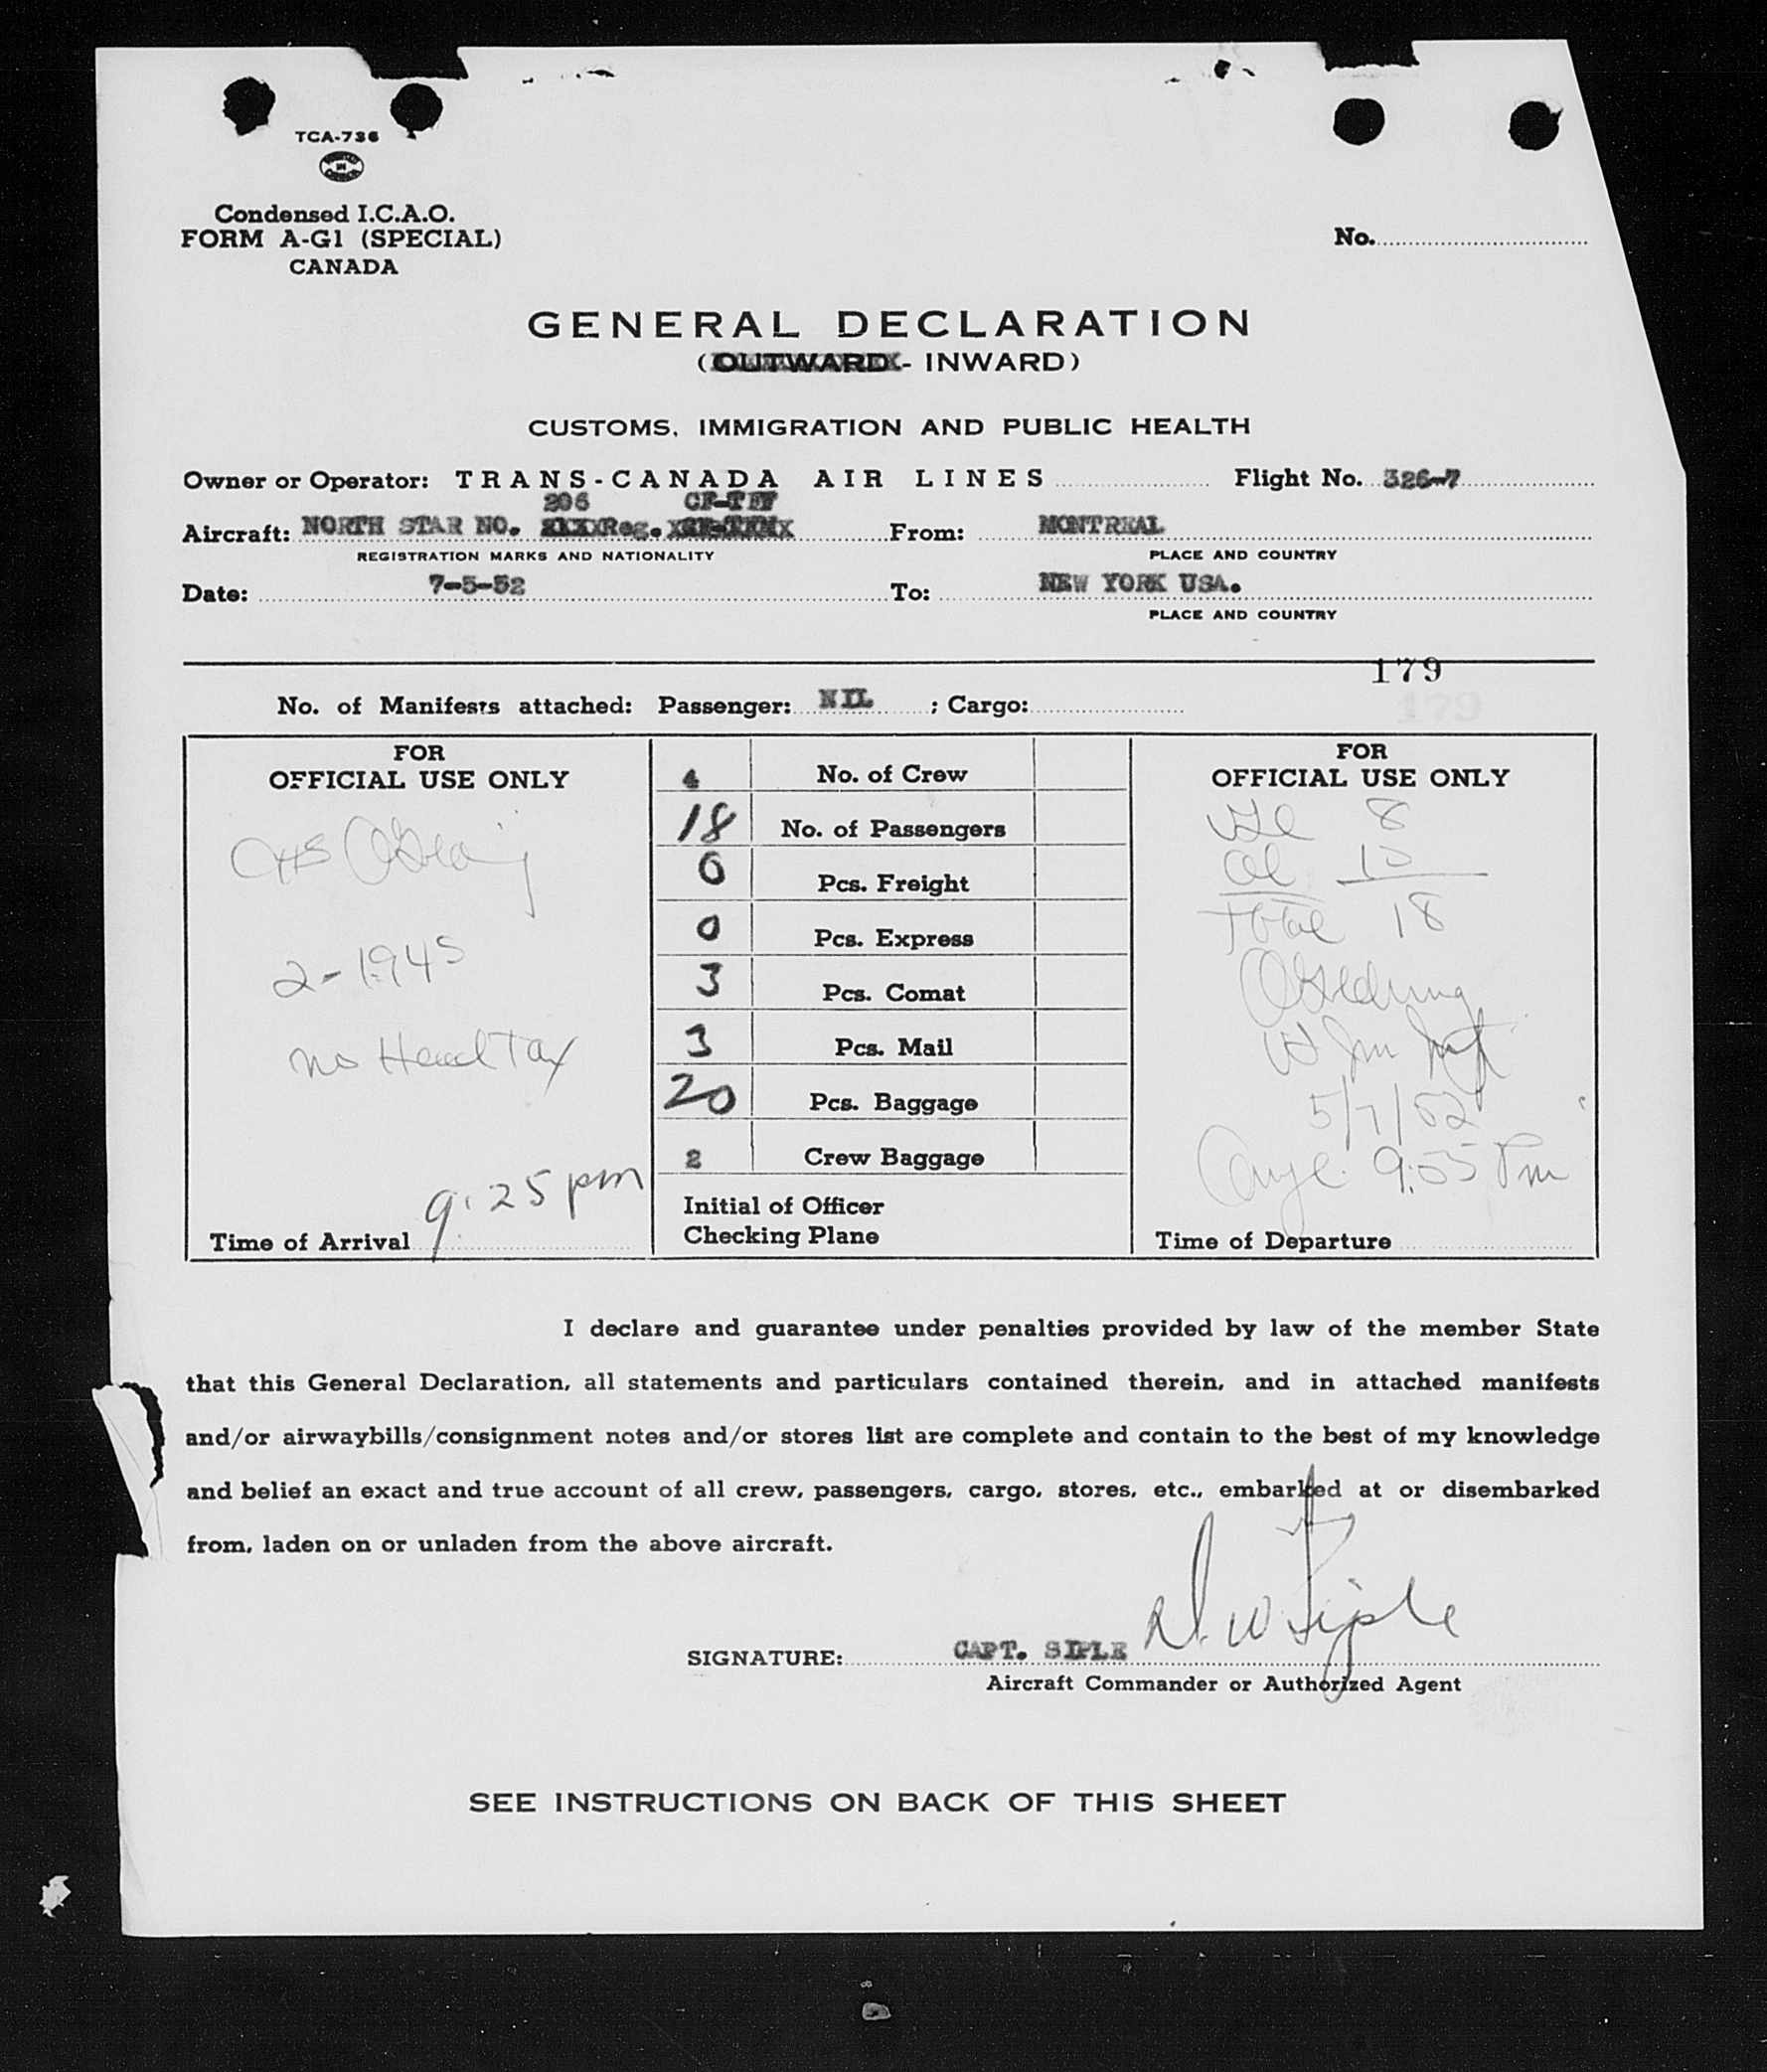 TCA-736
Condensed I.C.A.O.
FORM A-G1 (SPECIAL)
CANADA
No.
GENERAL DECLARATION
(OUTWARD - INWARD)
CUSTOMS, IMMIGRATION AND PUBLIC HEALTH
Owner or Operator: TRANS-CANADA AIR LINES Flight No. 326-7
206
Aircraft: NORTH STAR NO. Reg. From: MONTREAL
REGISTRATION MARKS AND NATIONALITY PLACE AND COUNTRY
Date: 7-5-52 To: NEW YORK USA.
PLACE AND COUNTRY
179
No. of Manifests attached: Passenger: NIL ; Cargo:
FOR
OFFICIAL USE ONLY
2-1945
no Head Tax
9:25 pm
Time of Arrival
4 No. of Crew
18 No. of Passengers
0 Pcs. Freight
0 Pcs. Express
3 Pcs. Comat
3 Pcs. Mail
20 Pcs. Baggage
2 Crew Baggage
Initial of Officer
Checking Plane
FOR
OFFICIAL USE ONLY
8
10
Total 18
5/7/52
9:55 Pm
Time of Departure
I declare and guarantee under penalties provided by law of the member State
that this General Declaration, all statements and particulars contained therein, and in attached manifests
and/or airwaybills/consignment notes and/or stores list are complete and contain to the best of my knowledge
and belief an exact and true account of all crew, passengers, cargo, stores, etc., embarked at or disembarked
from, laden on or unladen from the above aircraft.
SIGNATURE: CAPT. SIPLE D. W Siple
Aircraft Commander or Authorized Agent
SEE INSTRUCTIONS ON BACK OF THIS SHEET